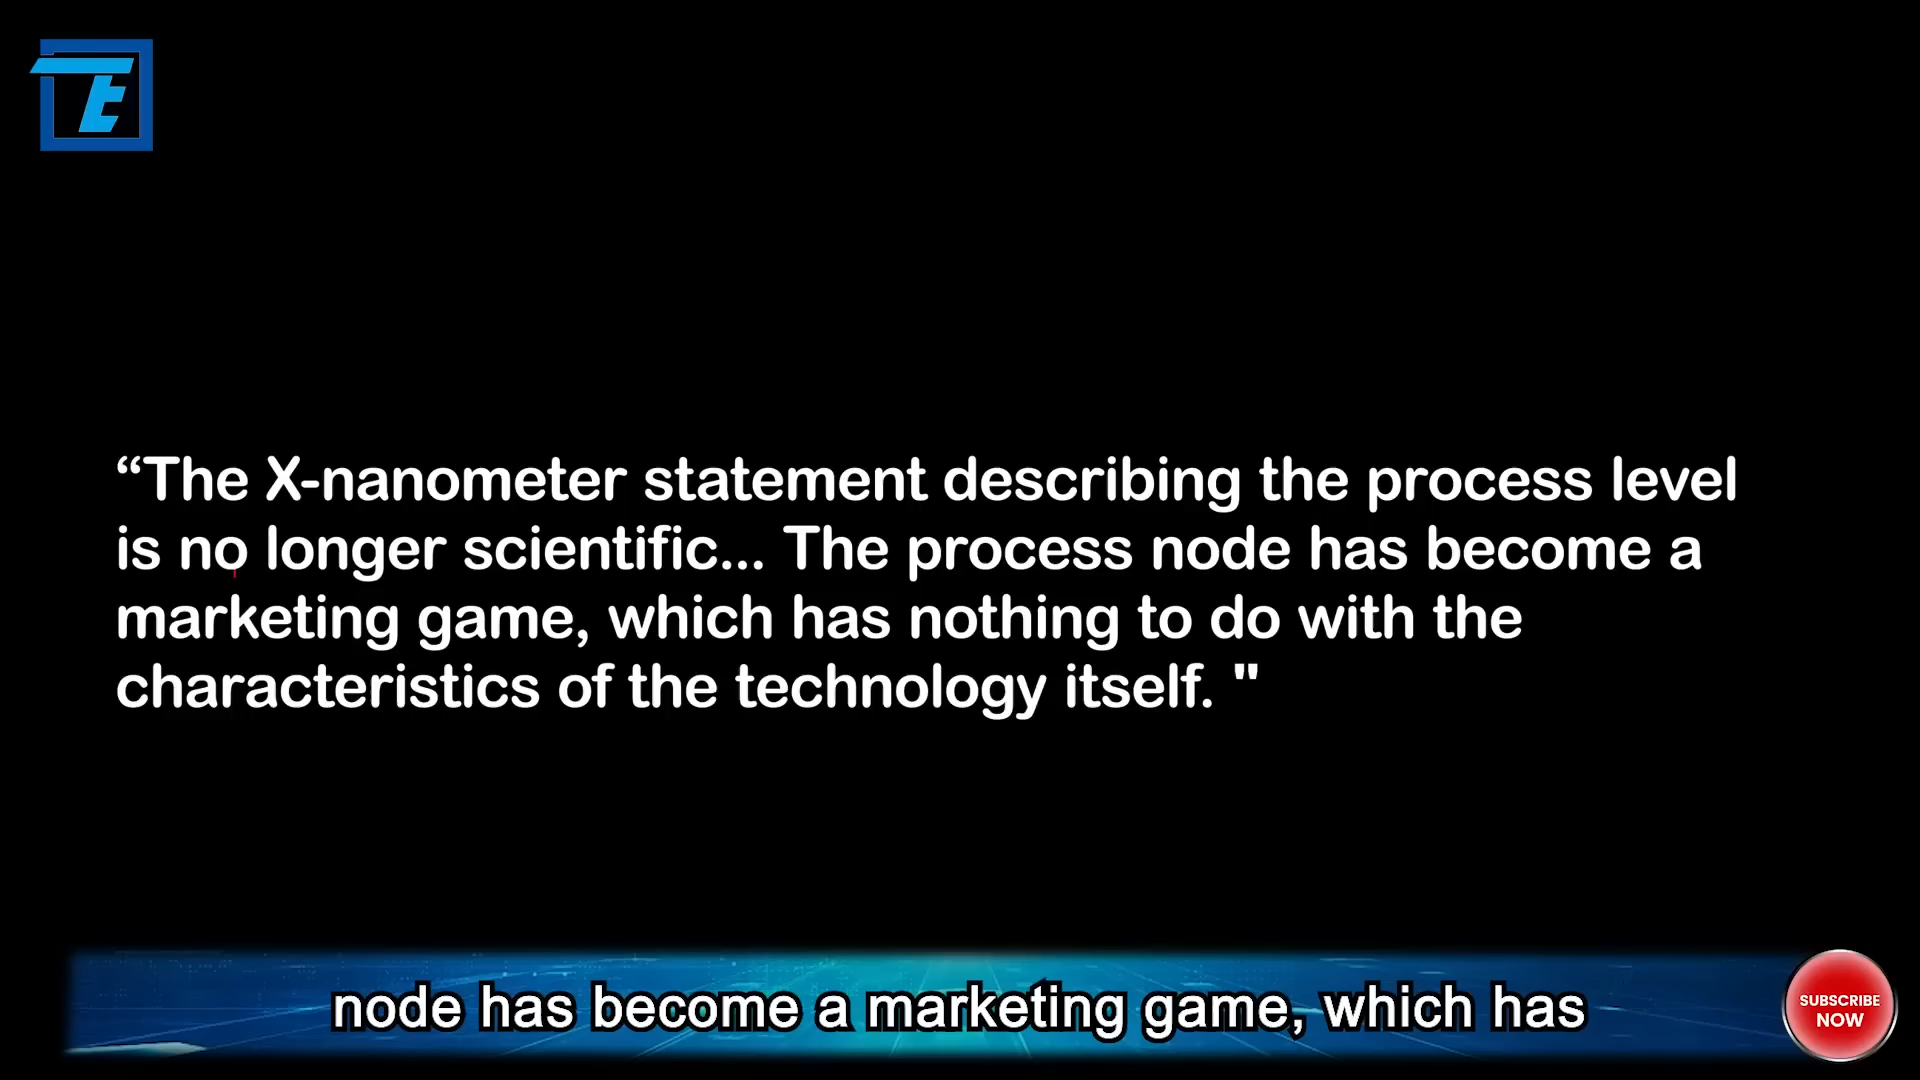 TE
“The X-nanometer statement describing the process level
is no longer scientific... The process node has become a
marketing game, which has nothing to do with the
characteristics of the technology itself. "
node has become a marketing game, which has
SUBSCRIBE
NOW